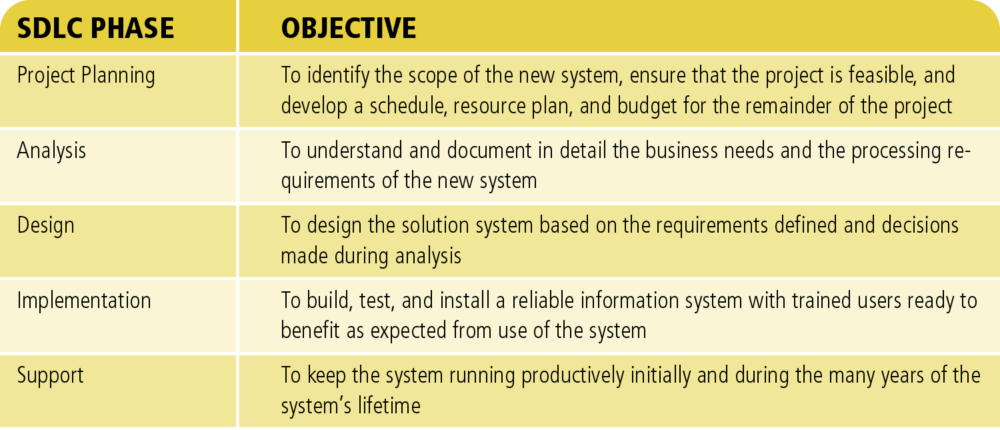 SDLC PHASE OBJECTIVE
Project Planning To identify the scope of the new system, ensure that the project is feasible, and
develop a schedule, resource plan, and budget for the remainder of the project
Analysis To understand and document in detail the business needs and the processing re-
quirements of the new system
Design To design the solution system based on the requirements defined and decisions
made during analysis
Implementation To build, test, and install a reliable information system with trained users ready to
benefit as expected from use of the system
Support To keep the system running productively initially and during the many years of the
system’s lifetime